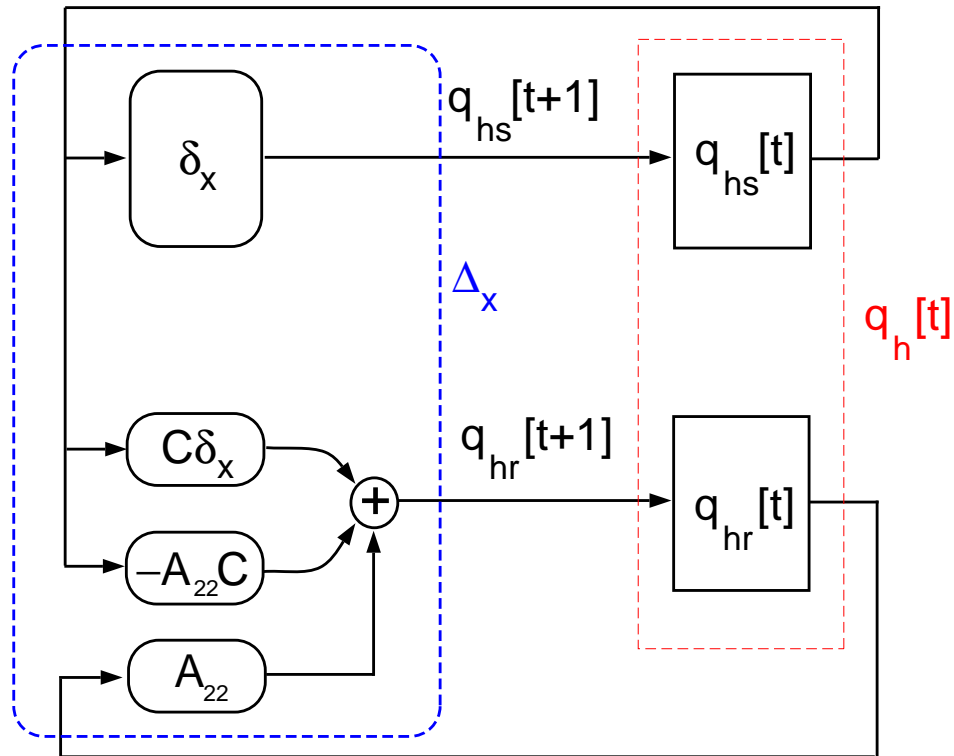 q_hs[t+1]
δ_x
q_hs[t]
Δ_x
q_h[t]
q_hr[t+1]
Cδ_x
+
q_hr[t]
−A_22C
A_22